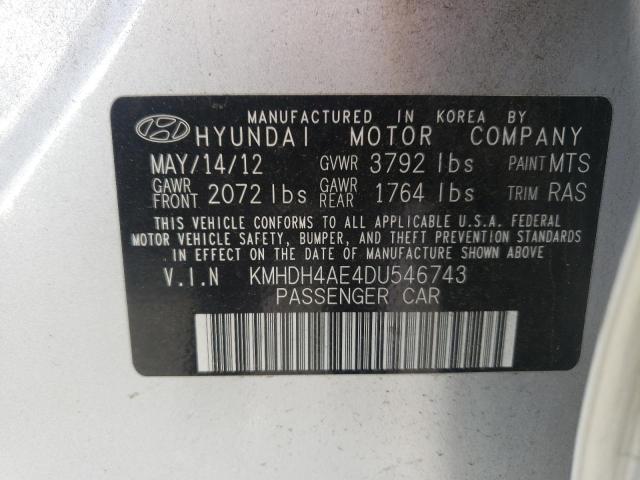 MANUFACTURED IN KOREA BY
HYUNDAI MOTOR COMPANY
MAY/14/12 GVWR 3792 lbs PAINT MTS
GAWR FRONT 2072 lbs GAWR REAR 1764 lbs TRIM RAS
THIS VEHICLE CONFORMS TO ALL APPLICABLE U.S.A. FEDERAL
MOTOR VEHICLE SAFETY, BUMPER, AND THEFT PREVENTION STANDARDS
IN EFFECT ON THE DATE OF MANUFACTURE SHOWN ABOVE.
V.I.N KMHDH4AE4DU546743
PASSENGER CAR